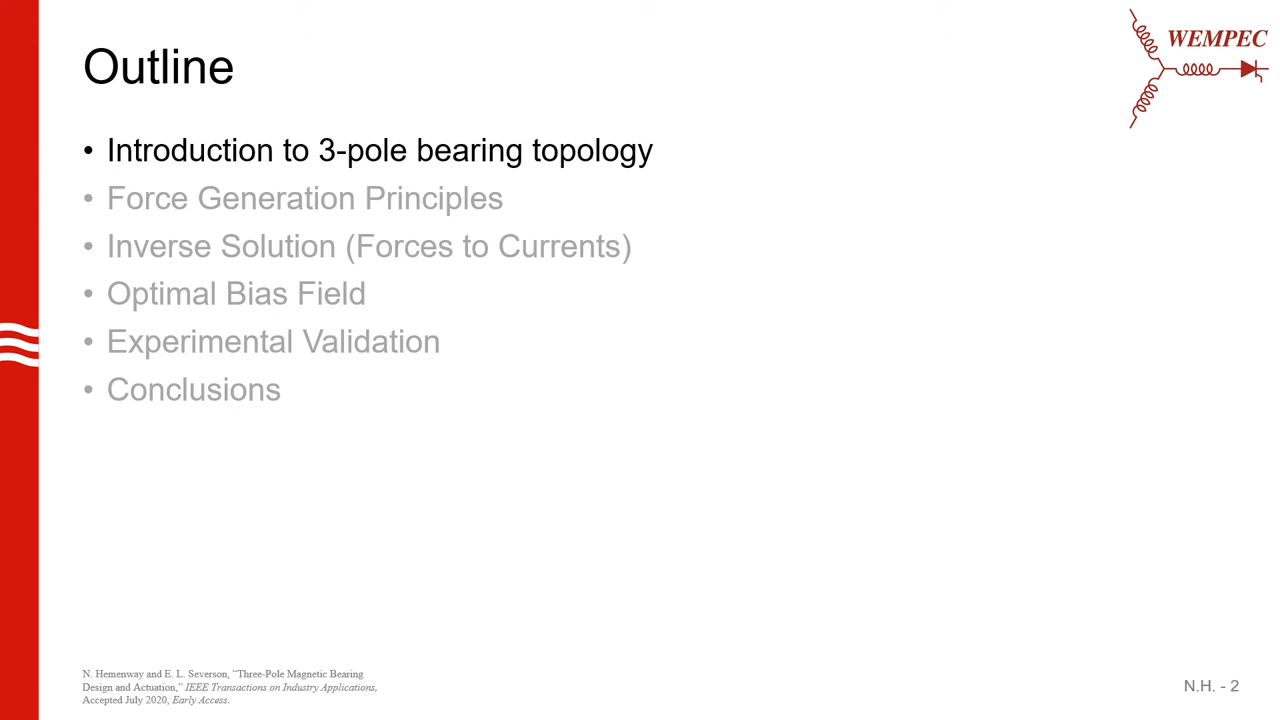 WEMPEC
Outline
• Introduction to 3-pole bearing topology
• Force Generation Principles
• Inverse Solution (Forces to Currents)
• Optimal Bias Field
• Experimental Validation
• Conclusions
N. Hemenway and E. L. Severson, “Three-Pole Magnetic Bearing
Design and Actuation,” IEEE Transactions on Industry Applications,
Accepted July 2020, Early Access.
N.H. - 2